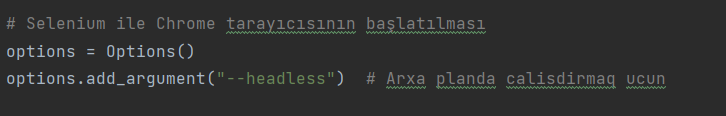 # Selenium ile Chrome tarayıcısının başlatılması
options = Options()
options.add_argument("--headless")  # Arxa planda calisdirmaq ucun